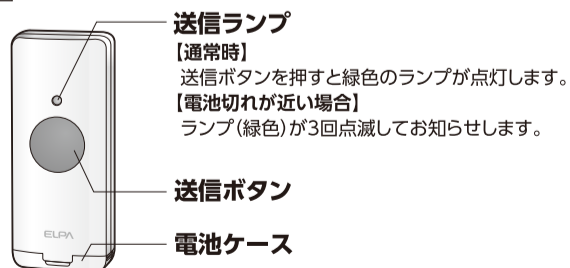 送信ランプ
【通常時】
送信ボタンを押すと緑色のランプが点灯します。
【電池切れが近い場合】
ランプ(緑色)が3回点滅してお知らせします。
送信ボタン
ELPA
電池ケース